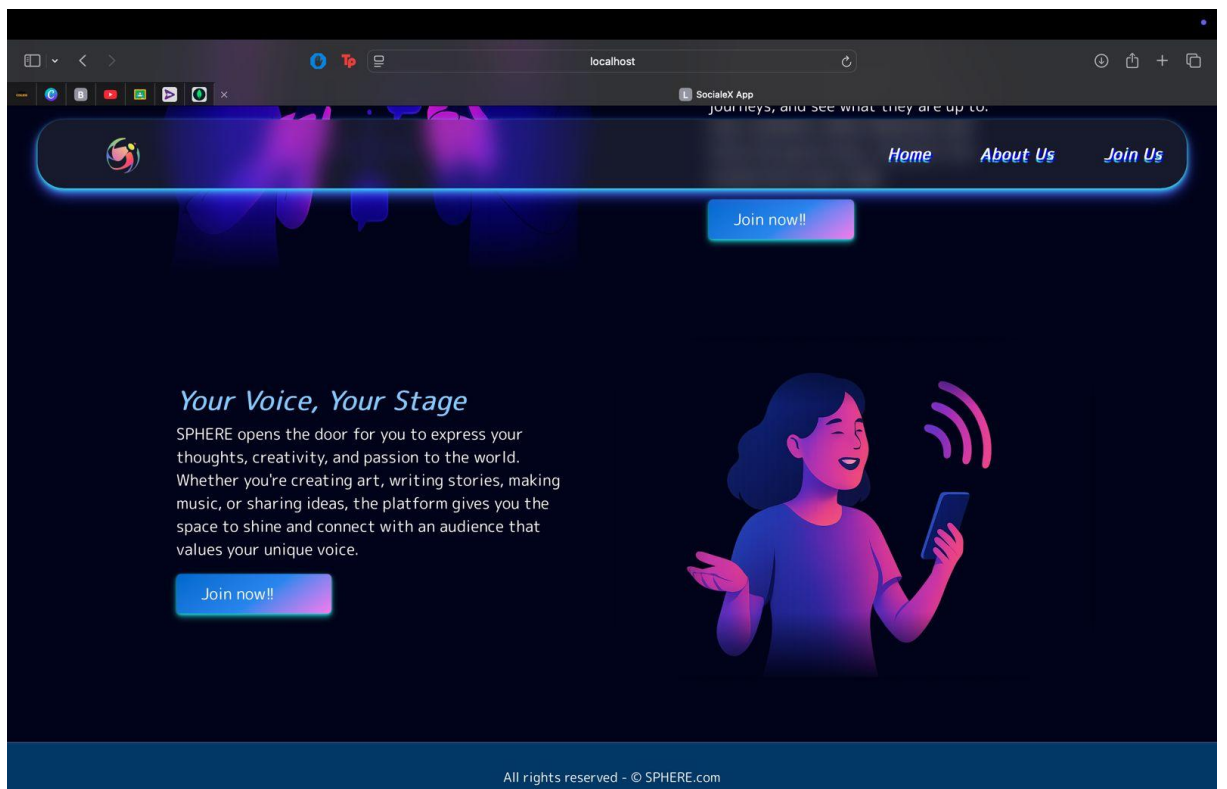 localhost
SocialeX App
journeys, and see what they are up to.
Home About Us Join Us
Join now!!
Your Voice, Your Stage
SPHERE opens the door for you to express your
thoughts, creativity, and passion to the world.
Whether you're creating art, writing stories, making
music, or sharing ideas, the platform gives you the
space to shine and connect with an audience that
values your unique voice.
Join now!!
All rights reserved - © SPHERE.com